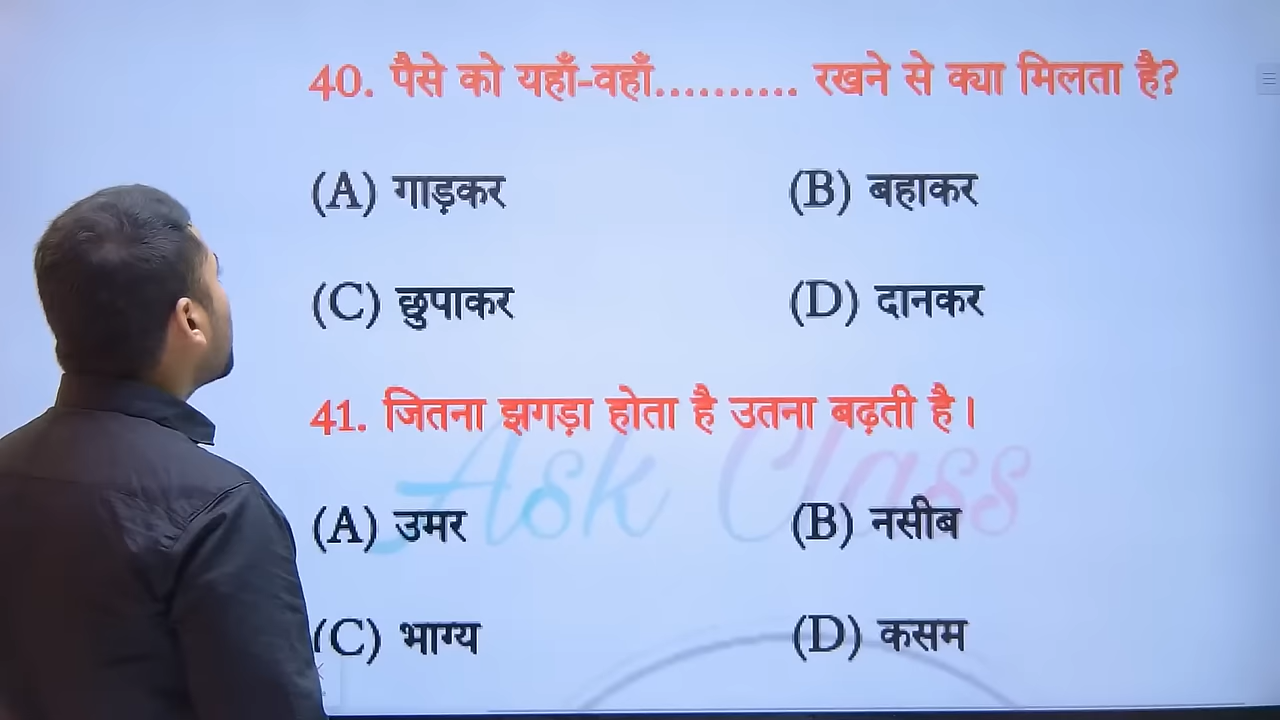 40. पैसे को यहाँ-वहाँ.......... रखने से क्या मिलता है?
(A) गाड़कर (B) बहाकर
(C) छुपाकर (D) दानकर
41. जितना झगड़ा होता है उतना बढ़ती है।
Ask Class
(A) उमर (B) नसीब
(C) भाग्य (D) कसम